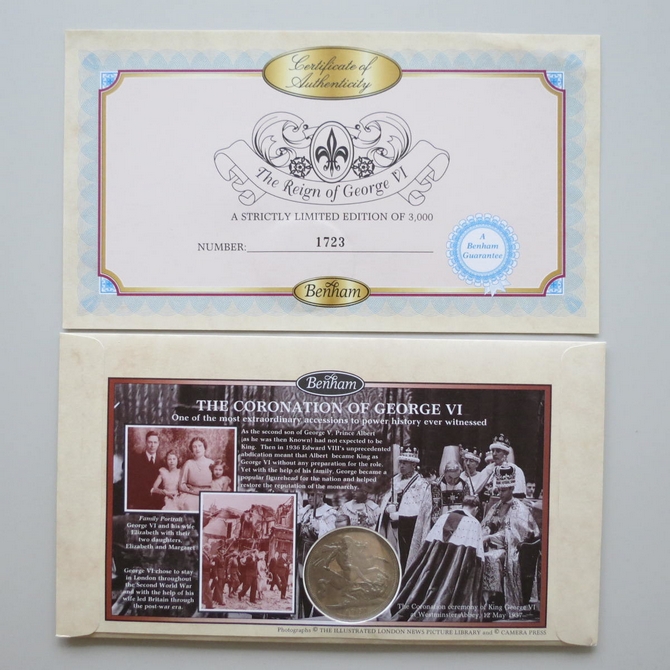 Certificate of
Authenticity
The Reign of George VI
A STRICTLY LIMITED EDITION OF 3,000
NUMBER: 1723
A
Benham
Guarantee
Benham
Benham
THE CORONATION OF GEORGE VI
One of the most extraordinary accessions to power history ever witnessed
As the second son of George V, Prince Albert
(as he was then Known) had not expected to be
King. Then in 1936 Edward VIII's unprecedented
abdication meant that Albert became King as
George VI without any preparation for the role.
Yet with the help of his family, George became a
popular figurehead for the nation and helped
restore the reputation of the monarchy.
Family Portrait
George VI and his wife
Elizabeth with their
two daughters,
Elizabeth and Margaret
George VI chose to stay
in London throughout
the Second World War
and with the help of his
wife led Britain through
the post-war era.
The Coronation ceremony of King George VI
at Westminster Abbey, 12 May 1937
Photographs © THE ILLUSTRATED LONDON NEWS PICTURE LIBRARY and © CAMERA PRESS